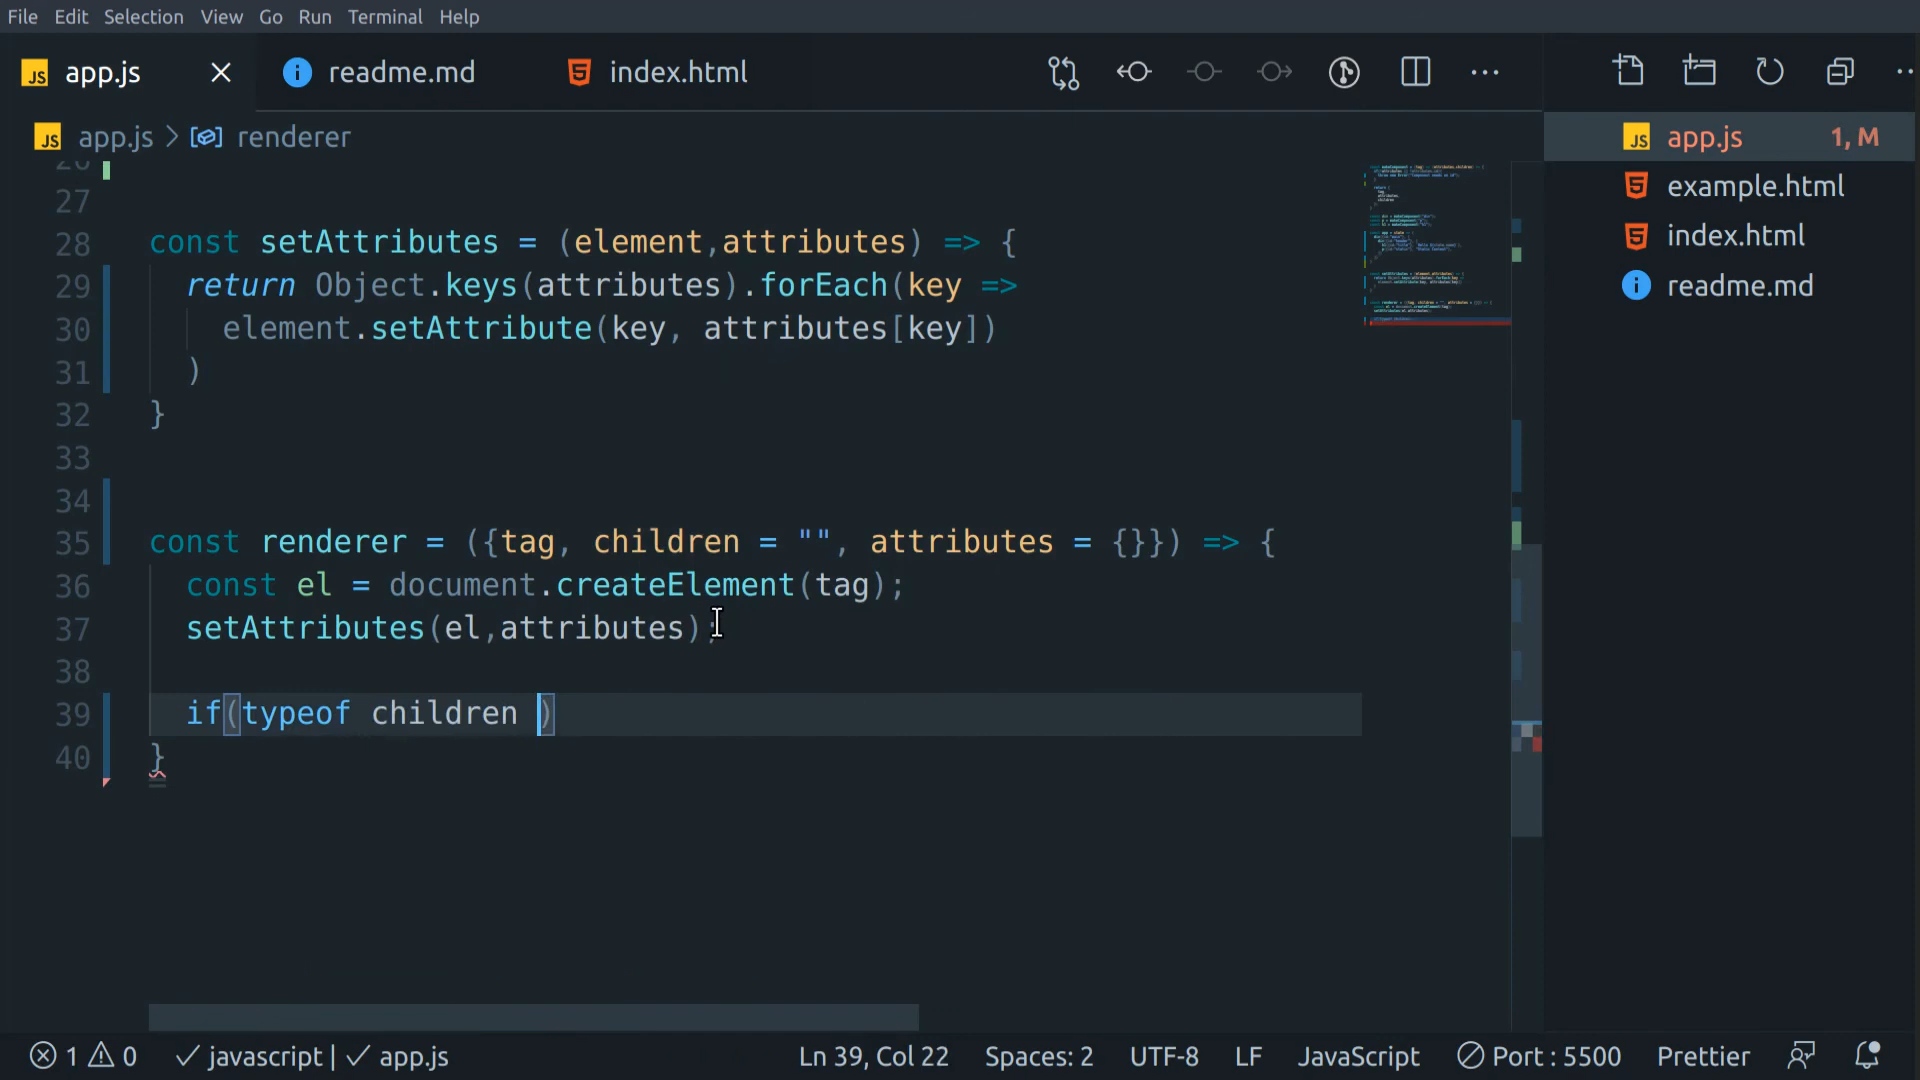 File Edit Selection View Go Run Terminal Help
JS app.js readme.md index.html
JS app.js > renderer
JS app.js 1, M
example.html
index.html
readme.md
26
27
28 const setAttributes = (element,attributes) => {
29 return Object.keys(attributes).forEach(key =>
30 element.setAttribute(key, attributes[key])
31 )
32 }
33
34
35 const renderer = ({tag, children = "", attributes = {}}) => {
36 const el = document.createElement(tag);
37 setAttributes(el,attributes);
38
39 if(typeof children )
40 }
1 0 javascript | app.js Ln 39, Col 22 Spaces: 2 UTF-8 LF JavaScript Port : 5500 Prettier